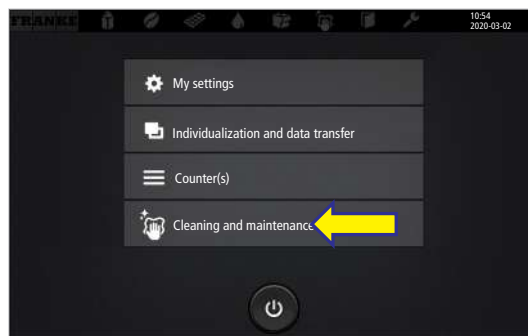 FRANKE
10:54
2020-03-02
My settings
Individualization and data transfer
Counter(s)
Cleaning and maintenance